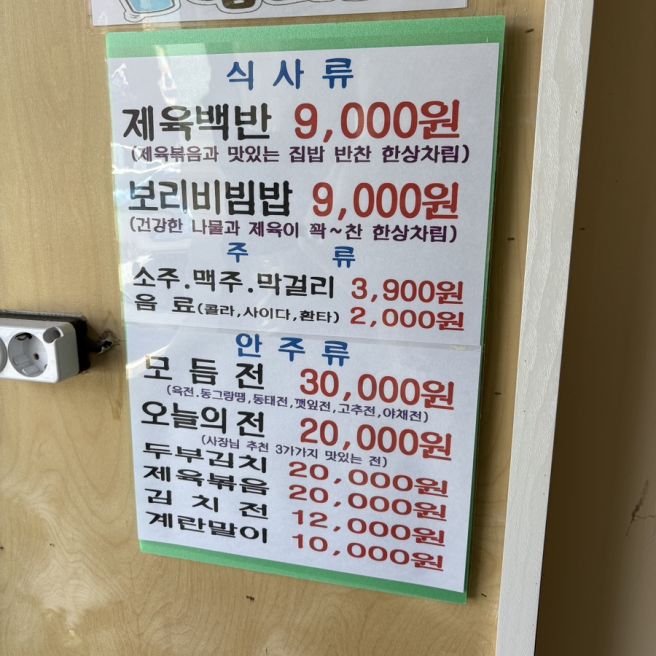 식사류
제육백반 9,000원
(제육볶음과 맛있는 집밥 반찬 한상차림)
보리비빔밥 9,000원
(건강한 나물과 제육이 꽉~찬 한상차림)
주류
소주.맥주.막걸리 3,900원
음료(콜라,사이다,환타) 2,000원
안주류
모듬전 30,000원
(육전.동그랑땡,동태전,깻잎전,고추전,야채전)
오늘의전 20,000원
(사장님 추천 3가가지 맛있는 전)
두부김치 20,000원
제육볶음 20,000원
김치전 12,000원
계란말이 10,000원